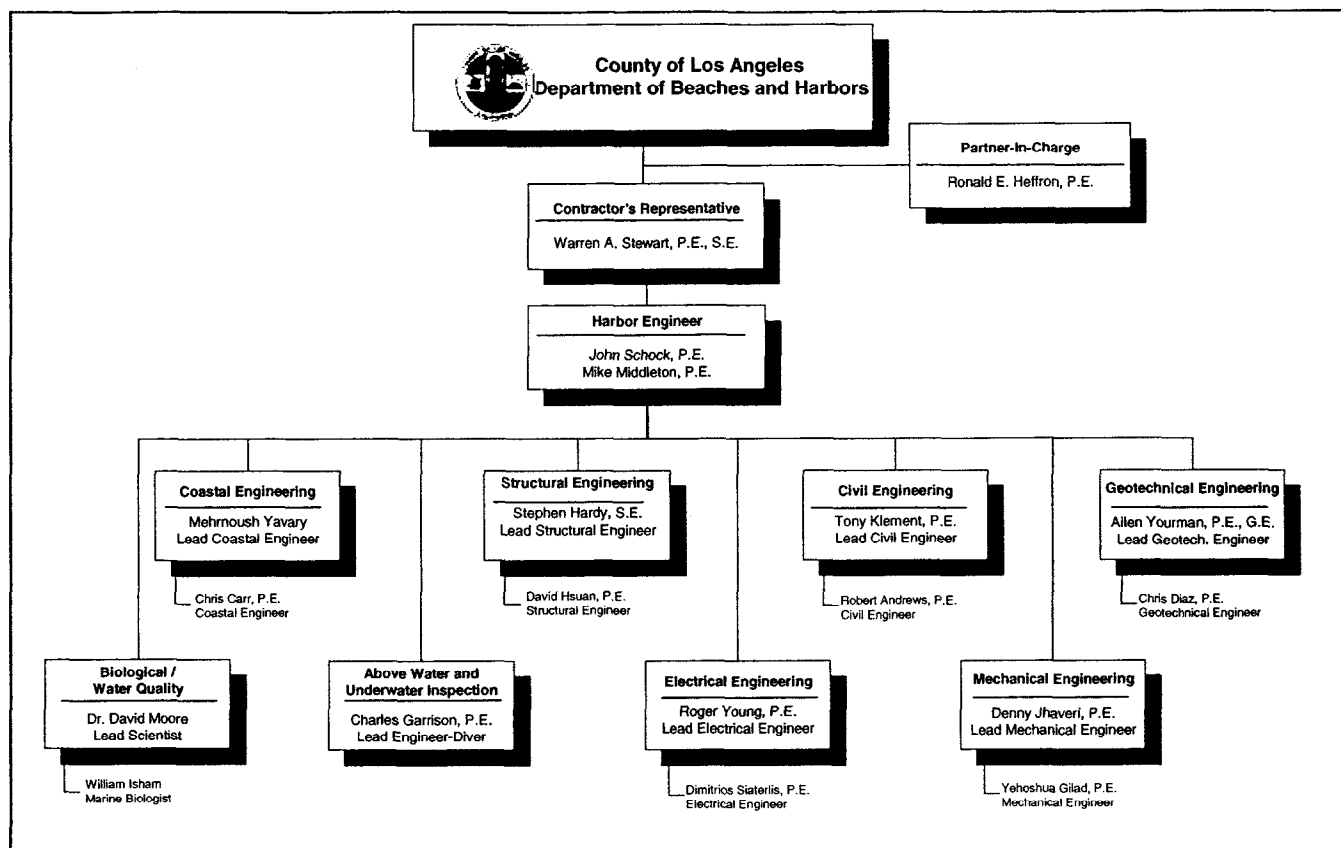 County of Los Angeles
Department of Beaches and Harbors
Partner-In-Charge
Ronald E. Heffron, P.E.
Contractor's Representative
Warren A. Stewart, P.E., S.E.
Harbor Engineer
John Schock, P.E.
Mike Middleton, P.E.
Coastal Engineering
Mehrnoush Yavary
Lead Coastal Engineer
Chris Carr, P.E.
Coastal Engineer
Structural Engineering
Stephen Hardy, S.E.
Lead Structural Engineer
David Hsuan, P.E.
Structural Engineer
Civil Engineering
Tony Klement, P.E.
Lead Civil Engineer
Robert Andrews, P.E.
Civil Engineer
Geotechnical Engineering
Allen Yourman, P.E., G.E.
Lead Geotech. Engineer
Chris Diaz, P.E.
Geotechnical Engineer
Biological /
Water Quality
Dr. David Moore
Lead Scientist
William Isham
Marine Biologist
Above Water and
Underwater Inspection
Charles Garrison, P.E.
Lead Engineer-Diver
Electrical Engineering
Roger Young, P.E.
Lead Electrical Engineer
Dimitrios Siaterlis, P.E.
Electrical Engineer
Mechanical Engineering
Denny Jhaveri, P.E.
Lead Mechanical Engineer
Yehoshua Gilad, P.E.
Mechanical Engineer